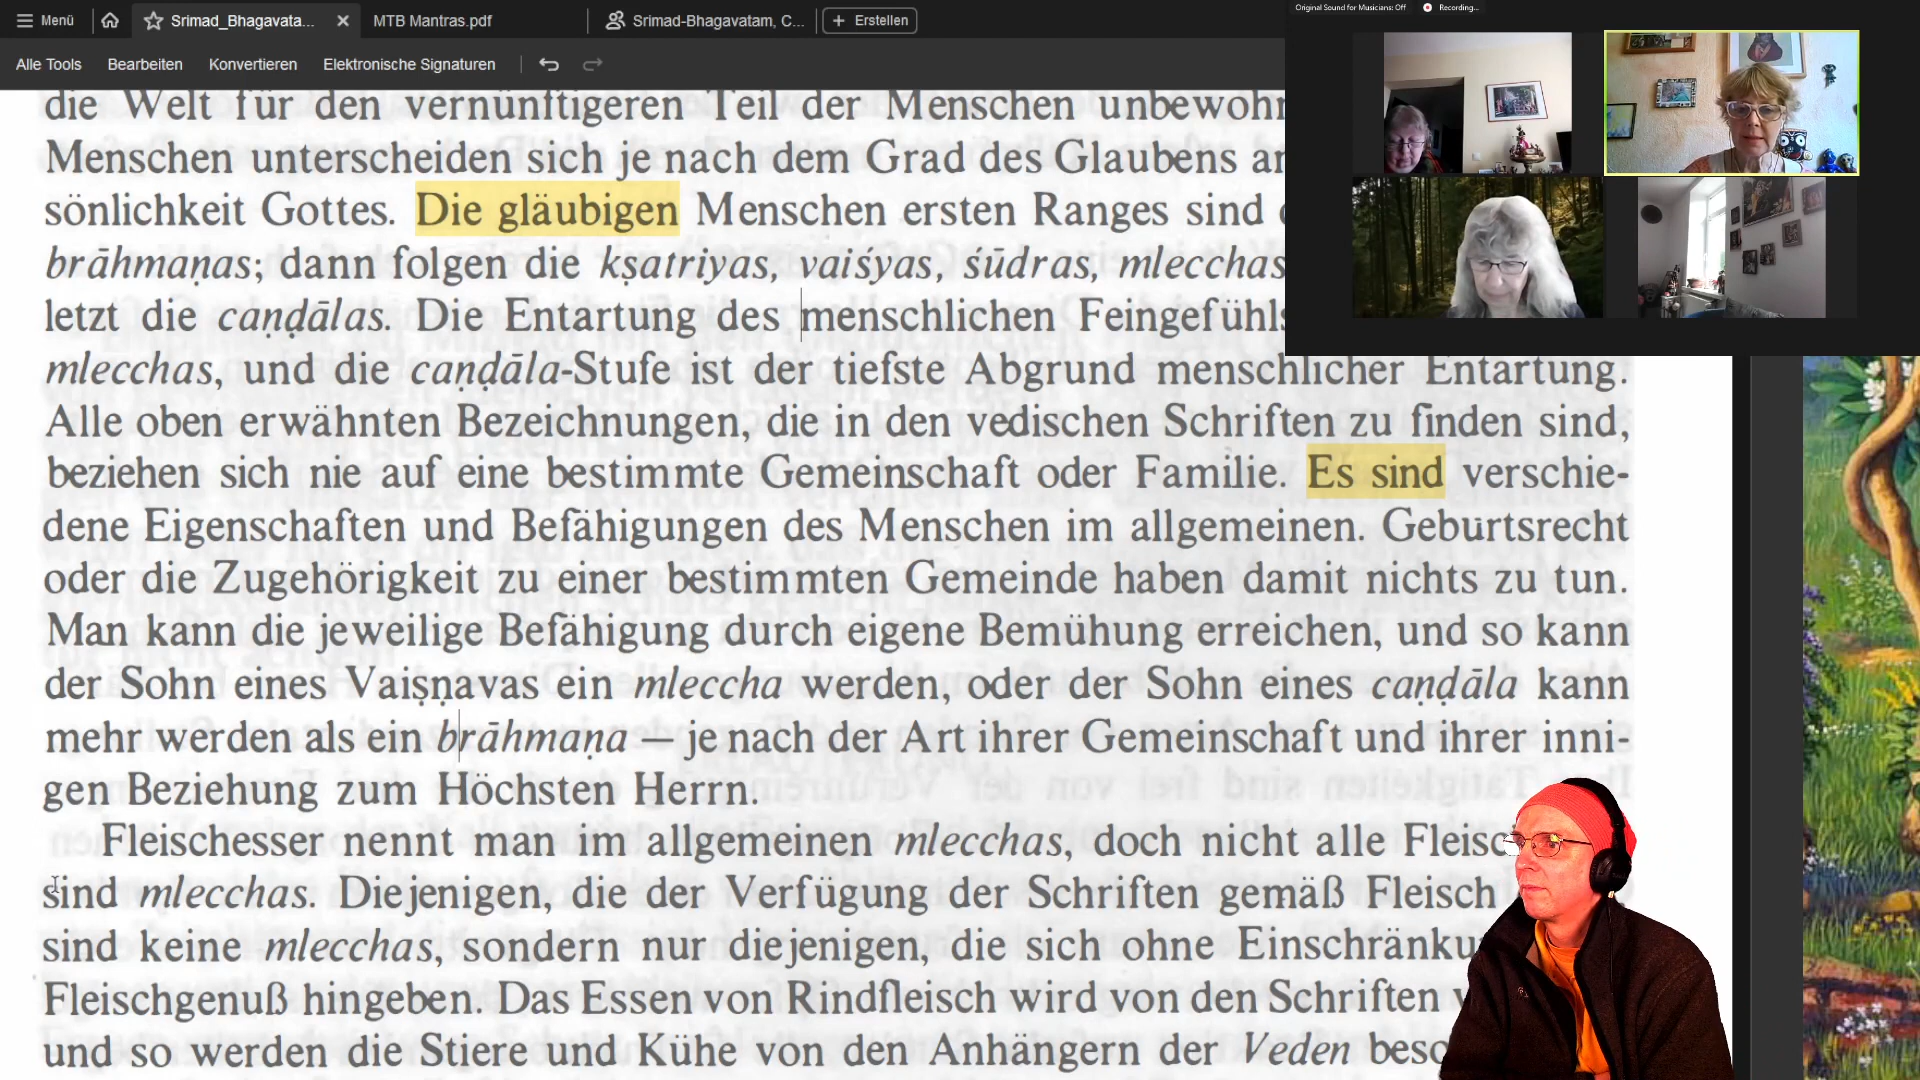 Menü
Srimad_Bhagavata...
MTB Mantras.pdf
Srimad-Bhagavatam, C...
Erstellen
Original Sound for Musicians: Off
Recording...
Alle Tools
Bearbeiten
Konvertieren
Elektronische Signaturen
die Welt für den vernünftigeren Teil der Menschen unbewohn
Menschen unterscheiden sich je nach dem Grad des Glaubens an
sönlichkeit Gottes. Die gläubigen Menschen ersten Ranges sind
brāhmaṇas; dann folgen die kṣatriyas, vaiśyas, śūdras, mlecchas
letzt die caṇḍālas. Die Entartung des menschlichen Feingefühls
mlecchas, und die caṇḍāla-Stufe ist der tiefste Abgrund menschlicher Entartung.
Alle oben erwähnten Bezeichnungen, die in den vedischen Schriften zu finden sind,
beziehen sich nie auf eine bestimmte Gemeinschaft oder Familie. Es sind verschie-
dene Eigenschaften und Befähigungen des Menschen im allgemeinen. Geburtsrecht
oder die Zugehörigkeit zu einer bestimmten Gemeinde haben damit nichts zu tun.
Man kann die jeweilige Befähigung durch eigene Bemühung erreichen, und so kann
der Sohn eines Vaiṣṇavas ein mleccha werden, oder der Sohn eines caṇḍāla kann
mehr werden als ein brāhmaṇa — je nach der Art ihrer Gemeinschaft und ihrer inni-
gen Beziehung zum Höchsten Herrn.
Fleischesser nennt man im allgemeinen mlecchas, doch nicht alle Fleisc
sind mlecchas. Diejenigen, die der Verfügung der Schriften gemäß Fleisch
sind keine mlecchas, sondern nur diejenigen, die sich ohne Einschränku
Fleischgenuß hingeben. Das Essen von Rindfleisch wird von den Schriften
und so werden die Stiere und Kühe von den Anhängern der Veden beso